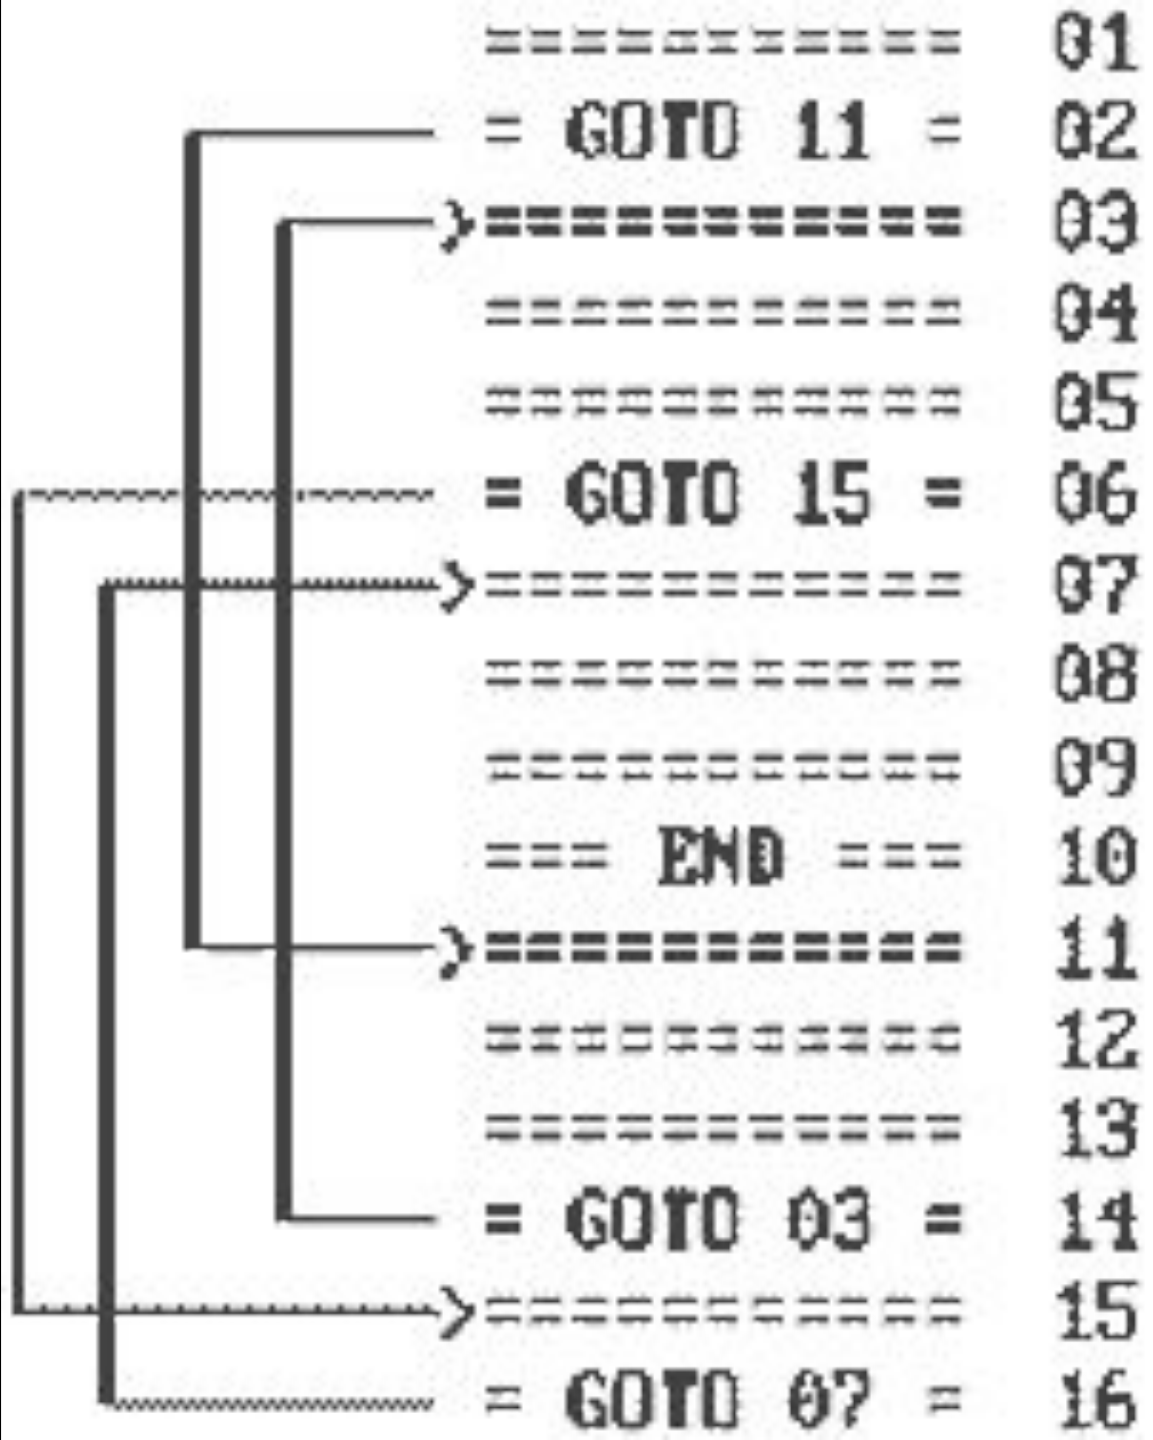 =========== 01
= GOTO 11 = 02
=========== 03
=========== 04
=========== 05
= GOTO 15 = 06
=========== 07
=========== 08
=========== 09
=== END === 10
=========== 11
=========== 12
=========== 13
= GOTO 03 = 14
=========== 15
= GOTO 07 = 16